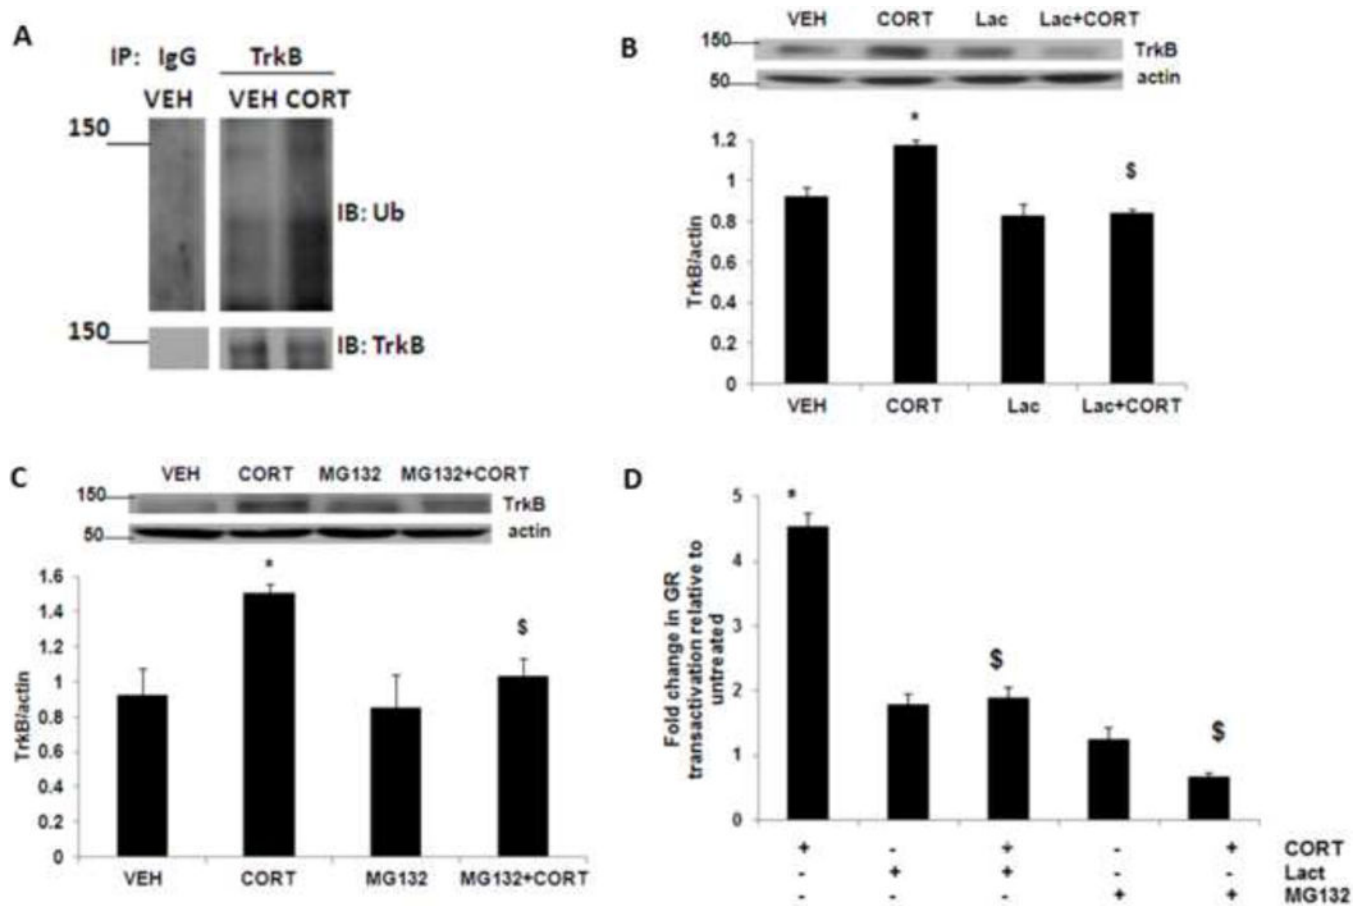 A
IP: IgG TrkB
VEH VEH CORT
150
IB: Ub
150
IB: TrkB
B
VEH CORT Lac Lac+CORT
150 TrkB
50 actin
*
$
TrkB/actin
1.2
1
0.8
0.6
0.4
0.2
0
VEH CORT Lac Lac+CORT
C
VEH CORT MG132 MG132+CORT
150 TrkB
50 actin
*
$
TrkB/actin
1.6
1.4
1.2
1
0.8
0.6
0.4
0.2
0
VEH CORT MG132 MG132+CORT
D
Fold change in GR
transactivation relative to
untreated
5
4
3
2
1
0
*
$
$
+ - + - + CORT
- + + - - Lact
- - - + + MG132